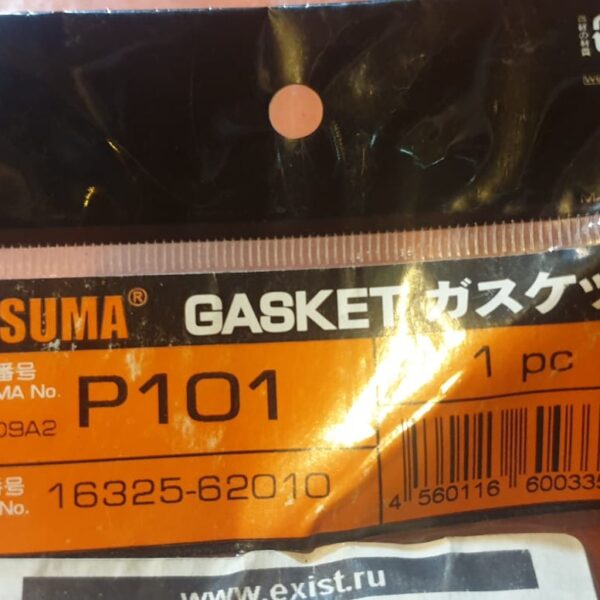 SUMA® GASKET ガスケッ
番号
MA No. P101 1 pc
09A2
号
No. 16325-62010
4 560116 60033
www.exist.ru